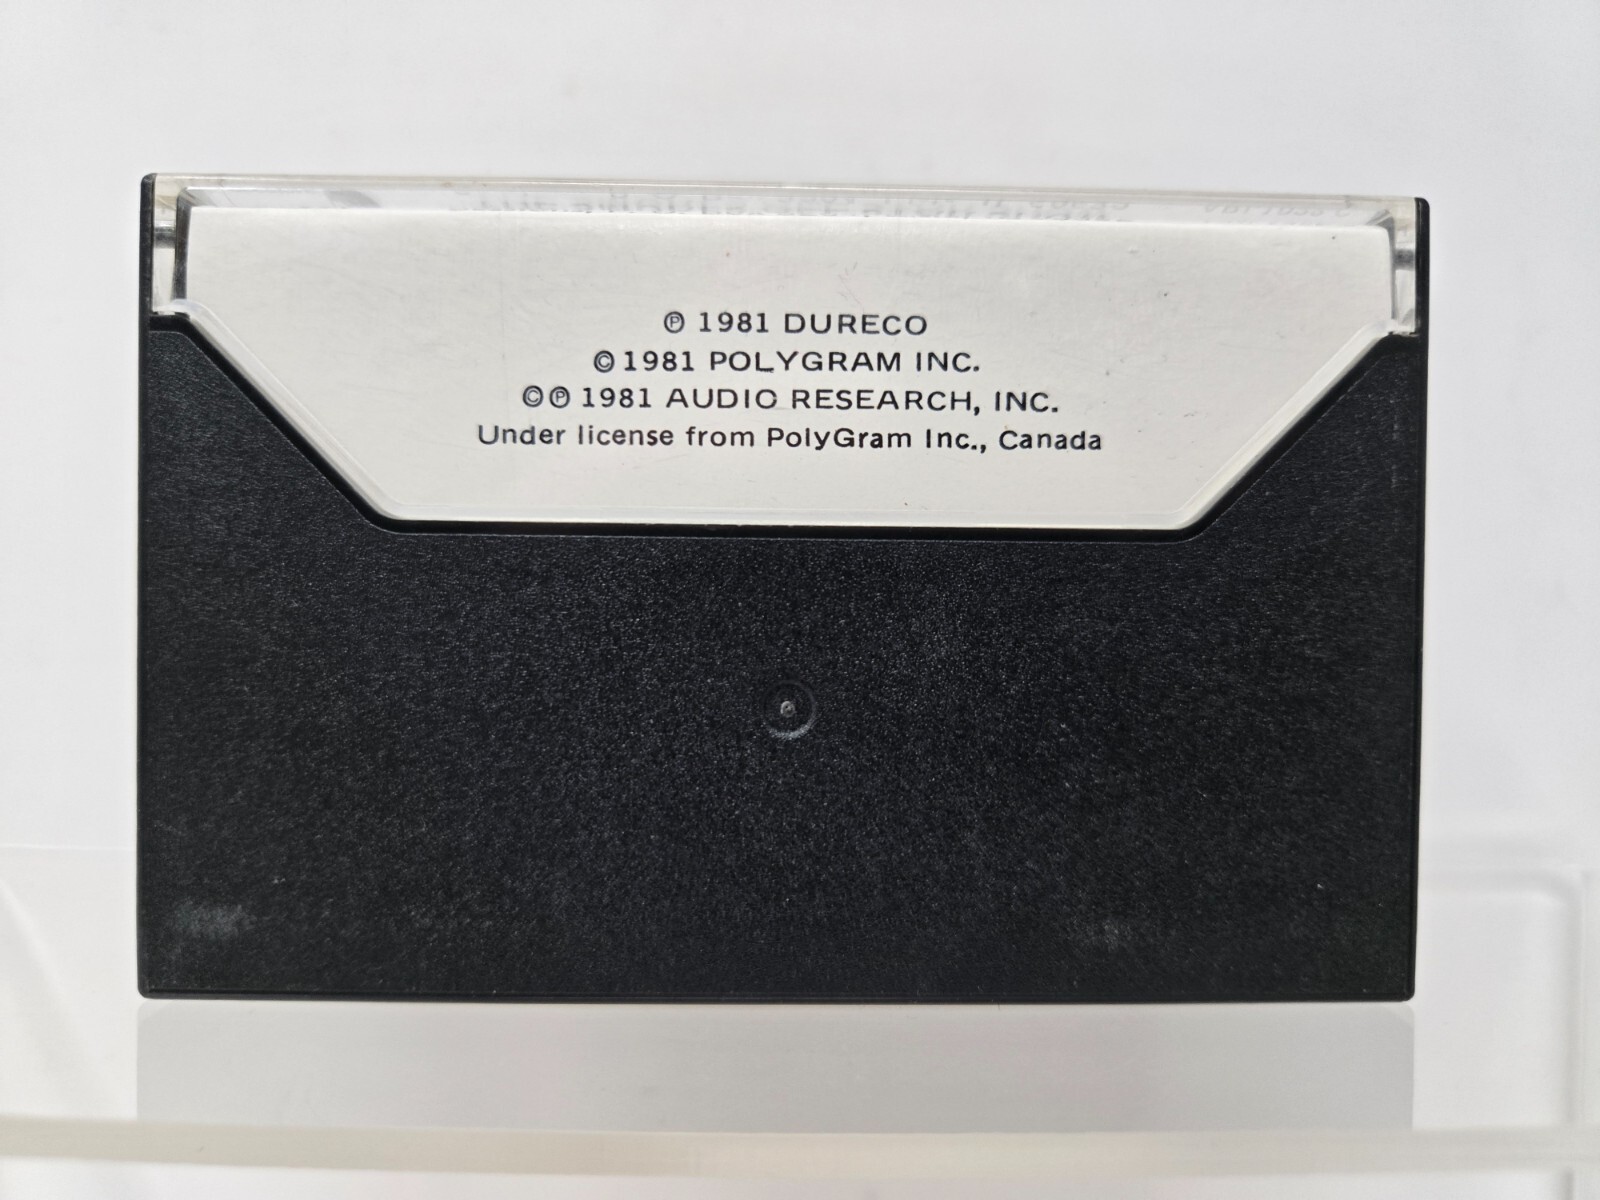 ℗ 1981 DURECO
© 1981 POLYGRAM INC.
©℗ 1981 AUDIO RESEARCH, INC.
Under license from PolyGram Inc., Canada